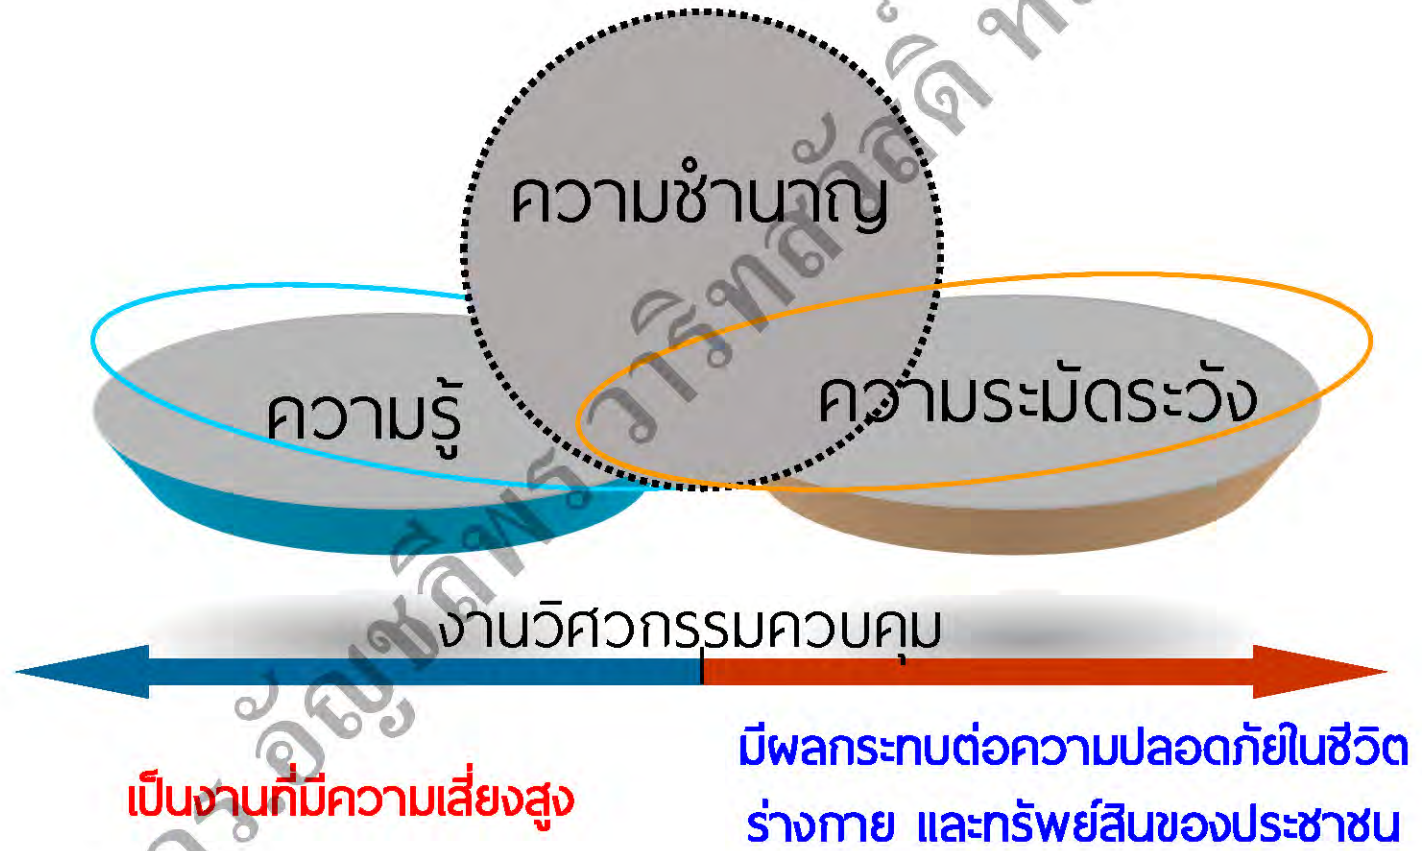 ความชำนาญ
ความรู้
ความระมัดระวัง
งานวิศวกรรมควบคุม
เป็นงานที่มีความเสี่ยงสูง
มีผลกระทบต่อความปลอดภัยในชีวิต
ร่างกาย และทรัพย์สินของประชาชน